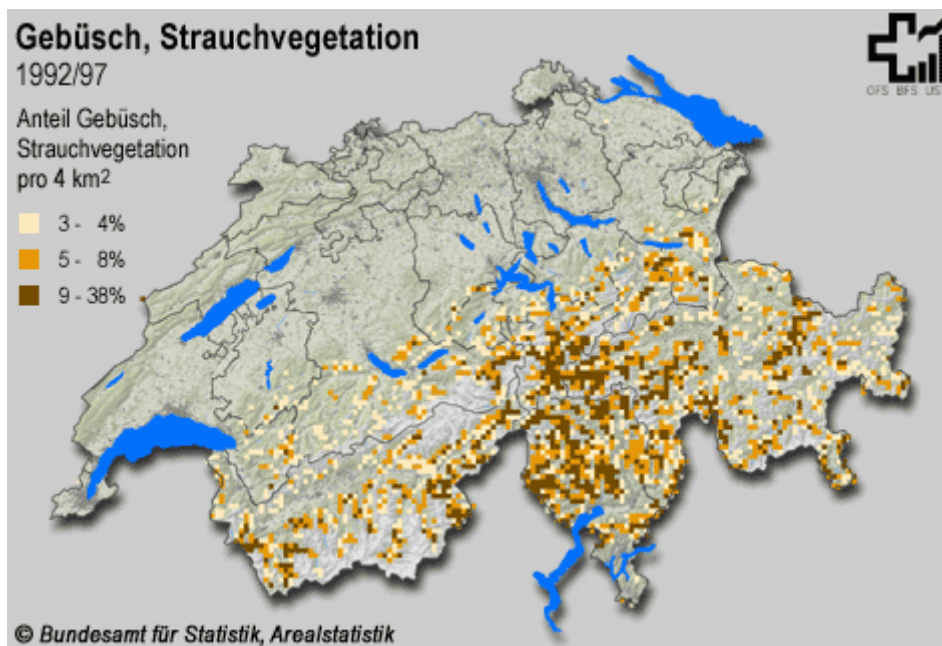 Gebüsch, Strauchvegetation
1992/97
Anteil Gebüsch,
Strauchvegetation
pro 4 km2
3 - 4%
5 - 8%
9 - 38%
OFS BFS UST
© Bundesamt für Statistik, Arealstatistik